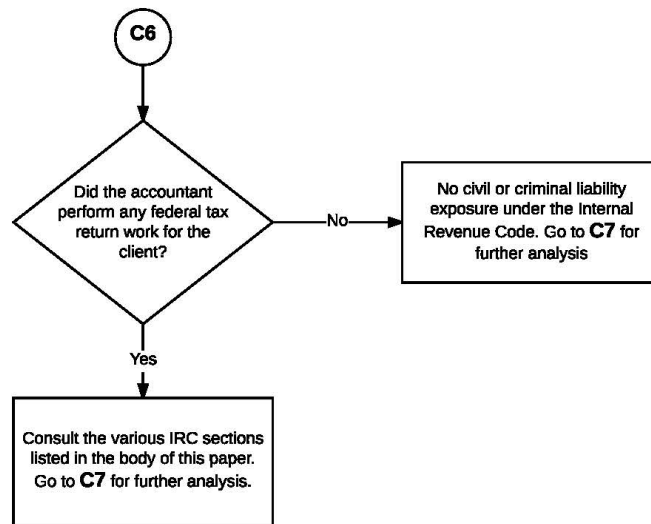 C6
Did the accountant
perform any federal tax
return work for the
client?
No
No civil or criminal liability
exposure under the Internal
Revenue Code. Go to C7 for
further analysis
Yes
Consult the various IRC sections
listed in the body of this paper.
Go to C7 for further analysis.